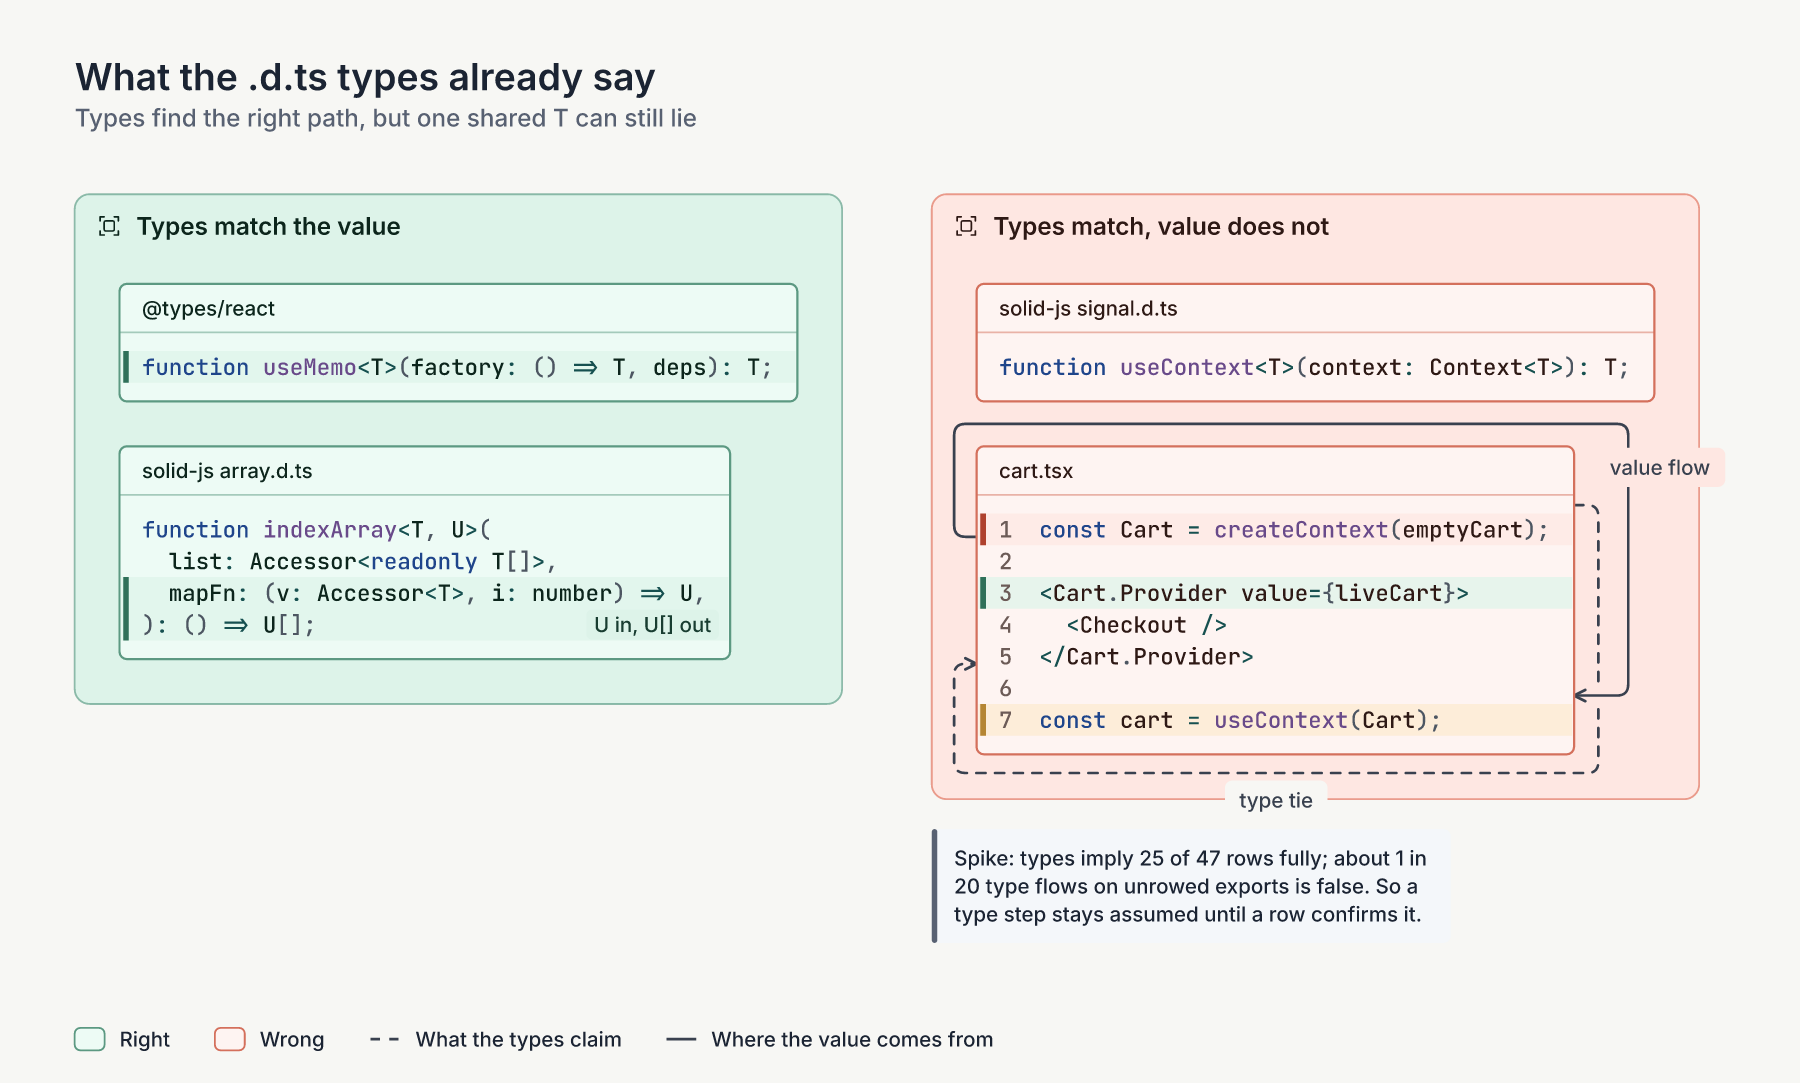 What the .d.ts types already say
Types find the right path, but one shared T can still lie
Types match the value
@types/react
function useMemo<T>(factory: () => T, deps): T;
solid-js array.d.ts
function indexArray<T, U>(
  list: Accessor<readonly T[]>,
  mapFn: (v: Accessor<T>, i: number) => U,
): () => U[];
U in, U[] out
Types match, value does not
solid-js signal.d.ts
function useContext<T>(context: Context<T>): T;
value flow
cart.tsx
1 const Cart = createContext(emptyCart);
2
3 <Cart.Provider value={liveCart}>
4   <Checkout />
5 </Cart.Provider>
6
7 const cart = useContext(Cart);
type tie
Spike: types imply 25 of 47 rows fully; about 1 in
20 type flows on unrowed exports is false. So a
type step stays assumed until a row confirms it.
Right
Wrong
What the types claim
Where the value comes from